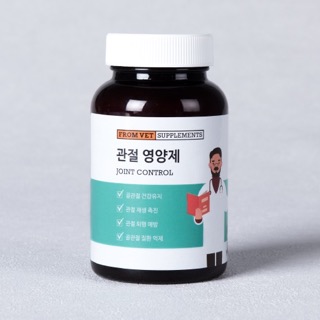 FROM VET SUPPLEMENTS
관절 영양제
JOINT CONTROL
골관절 건강유지
관절 재생 촉진
관절 퇴행 예방
골관절 질환 억제